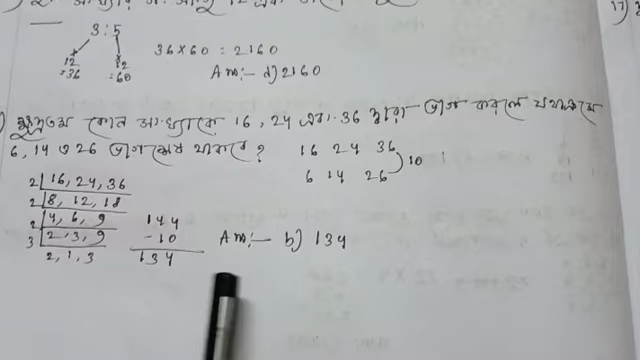 3 : 5
12 12
=36 =60
36×60 = 2160
Ans:- d) 2160
ক্ষুদ্রতম কোন সংখ্যাকে 16, 24 এবং 36 দ্বারা ভাগ করলে যথাক্রমে
6, 14 ও 26 ভাগশেষ থাকবে?
16 24 36
6 14 26
10
2 16, 24, 36
2 8, 12, 18
2 4, 6, 9
3 2, 3, 9
2, 1, 3
144
-10
134
Ans:- b) 134
17)